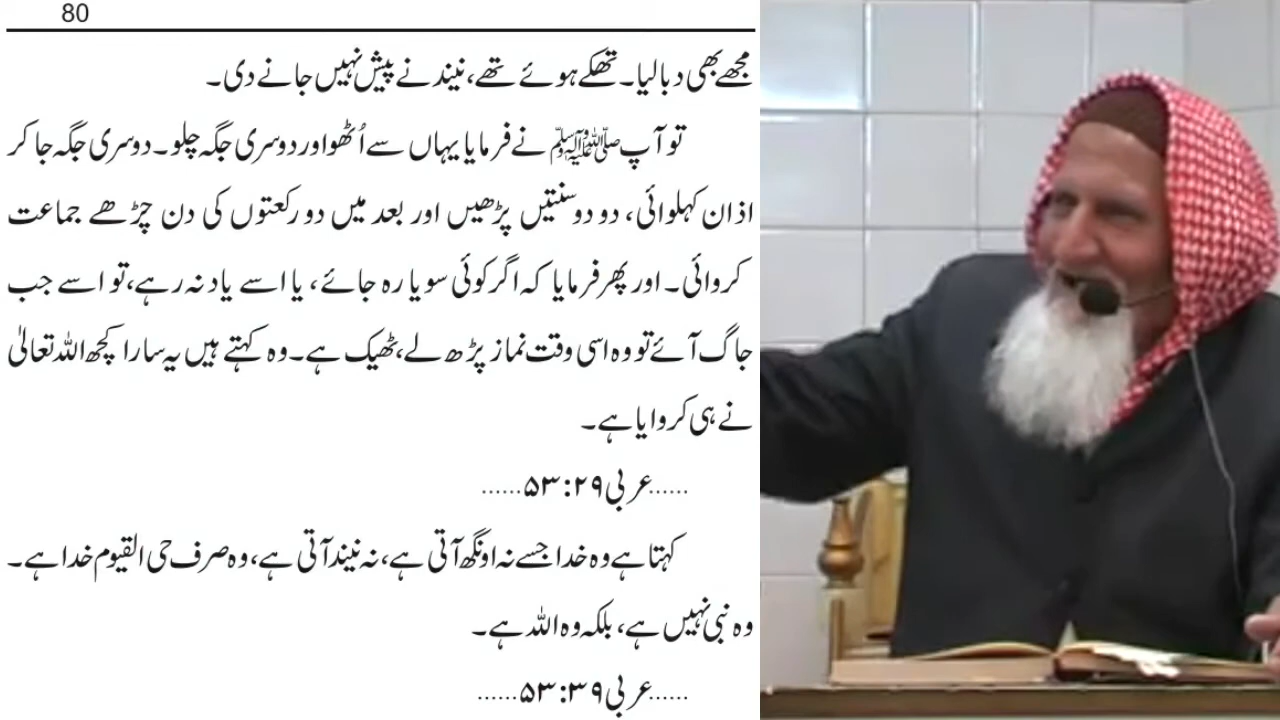 80
مجھے بھی دبا لیا۔ تھکے ہوئے تھے، نیند نے پیش نہیں جانے دی۔
تو آپ ﷺ نے فرمایا یہاں سے اُٹھو اور دوسری جگہ چلو۔ دوسری جگہ جا کر
اذان کہلوائی، دو دو سنتیں پڑھیں اور بعد میں دو رکعتوں کی دن چڑھے جماعت
کروائی۔ اور پھر فرمایا کہ اگر کوئی سویا رہ جائے، یا اسے یاد نہ رہے، تو اسے جب
جاگ آئے تو وہ اسی وقت نماز پڑھ لے، ٹھیک ہے۔ وہ کہتے ہیں یہ سارا کچھ اللہ تعالیٰ
نے ہی کروایا ہے۔
......عربی ۵۳:۲۹......
کہتا ہے وہ خدا جسے نہ اونگھ آتی ہے، نہ نیند آتی ہے، وہ صرف حی القیوم خدا ہے۔
وہ نبی نہیں ہے، بلکہ وہ اللہ ہے۔
......عربی ۵۳:۳۹......